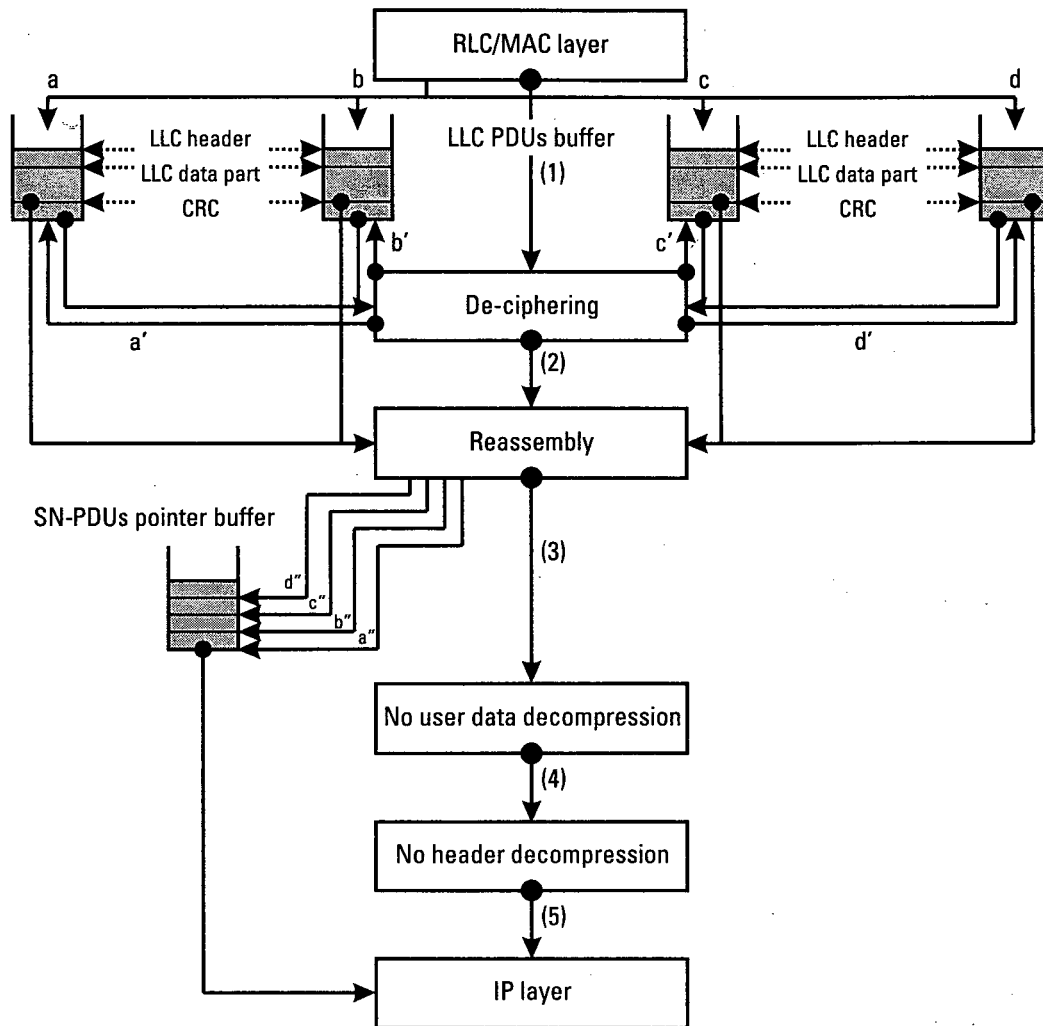 RLC/MAC layer
a
b
c
d
LLC PDUs buffer
(1)
LLC header
LLC data part
CRC
LLC header
LLC data part
CRC
b′
c′
De-ciphering
a′
d′
(2)
Reassembly
SN-PDUs pointer buffer
(3)
d″
c″
b″
a″
No user data decompression
(4)
No header decompression
(5)
IP layer